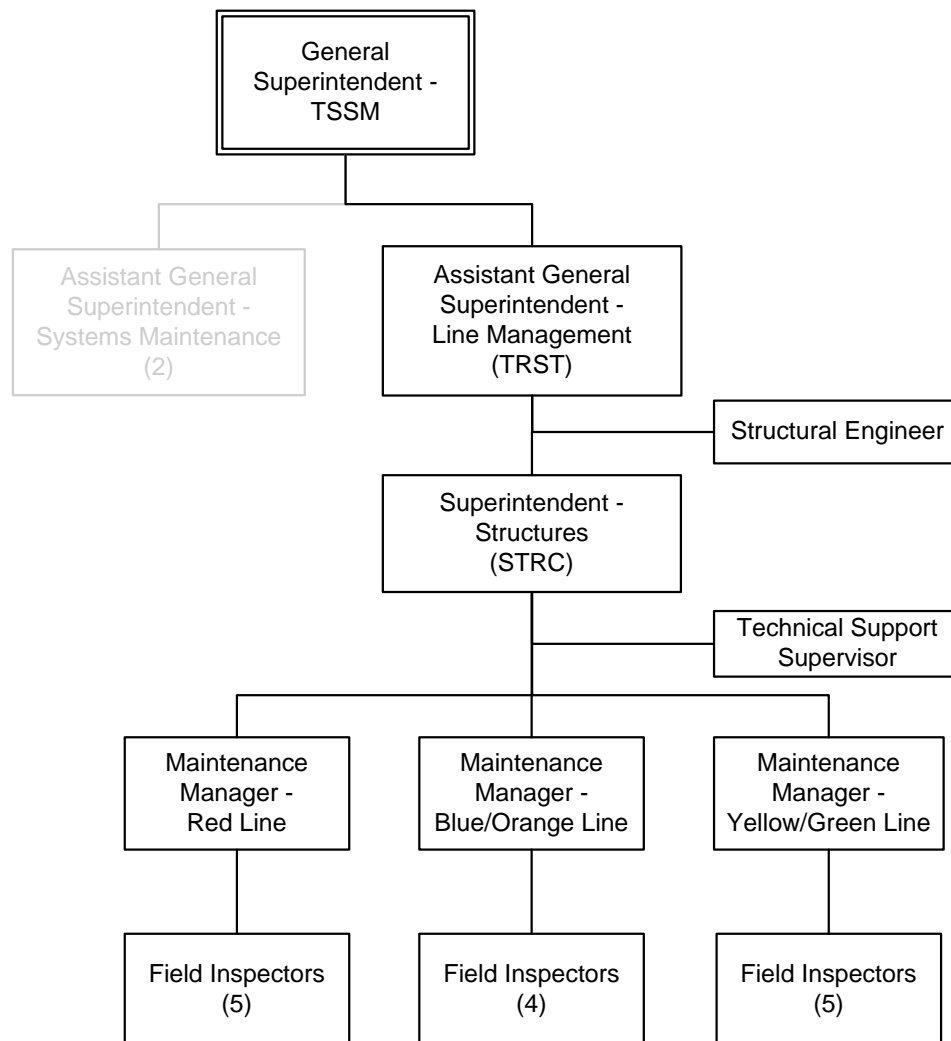 General
Superintendent -
TSSM
Assistant General
Superintendent -
Systems Maintenance
(2)
Assistant General
Superintendent -
Line Management
(TRST)
Structural Engineer
Superintendent -
Structures
(STRC)
Technical Support
Supervisor
Maintenance
Manager -
Red Line
Maintenance
Manager -
Blue/Orange Line
Maintenance
Manager -
Yellow/Green Line
Field Inspectors
(5)
Field Inspectors
(4)
Field Inspectors
(5)